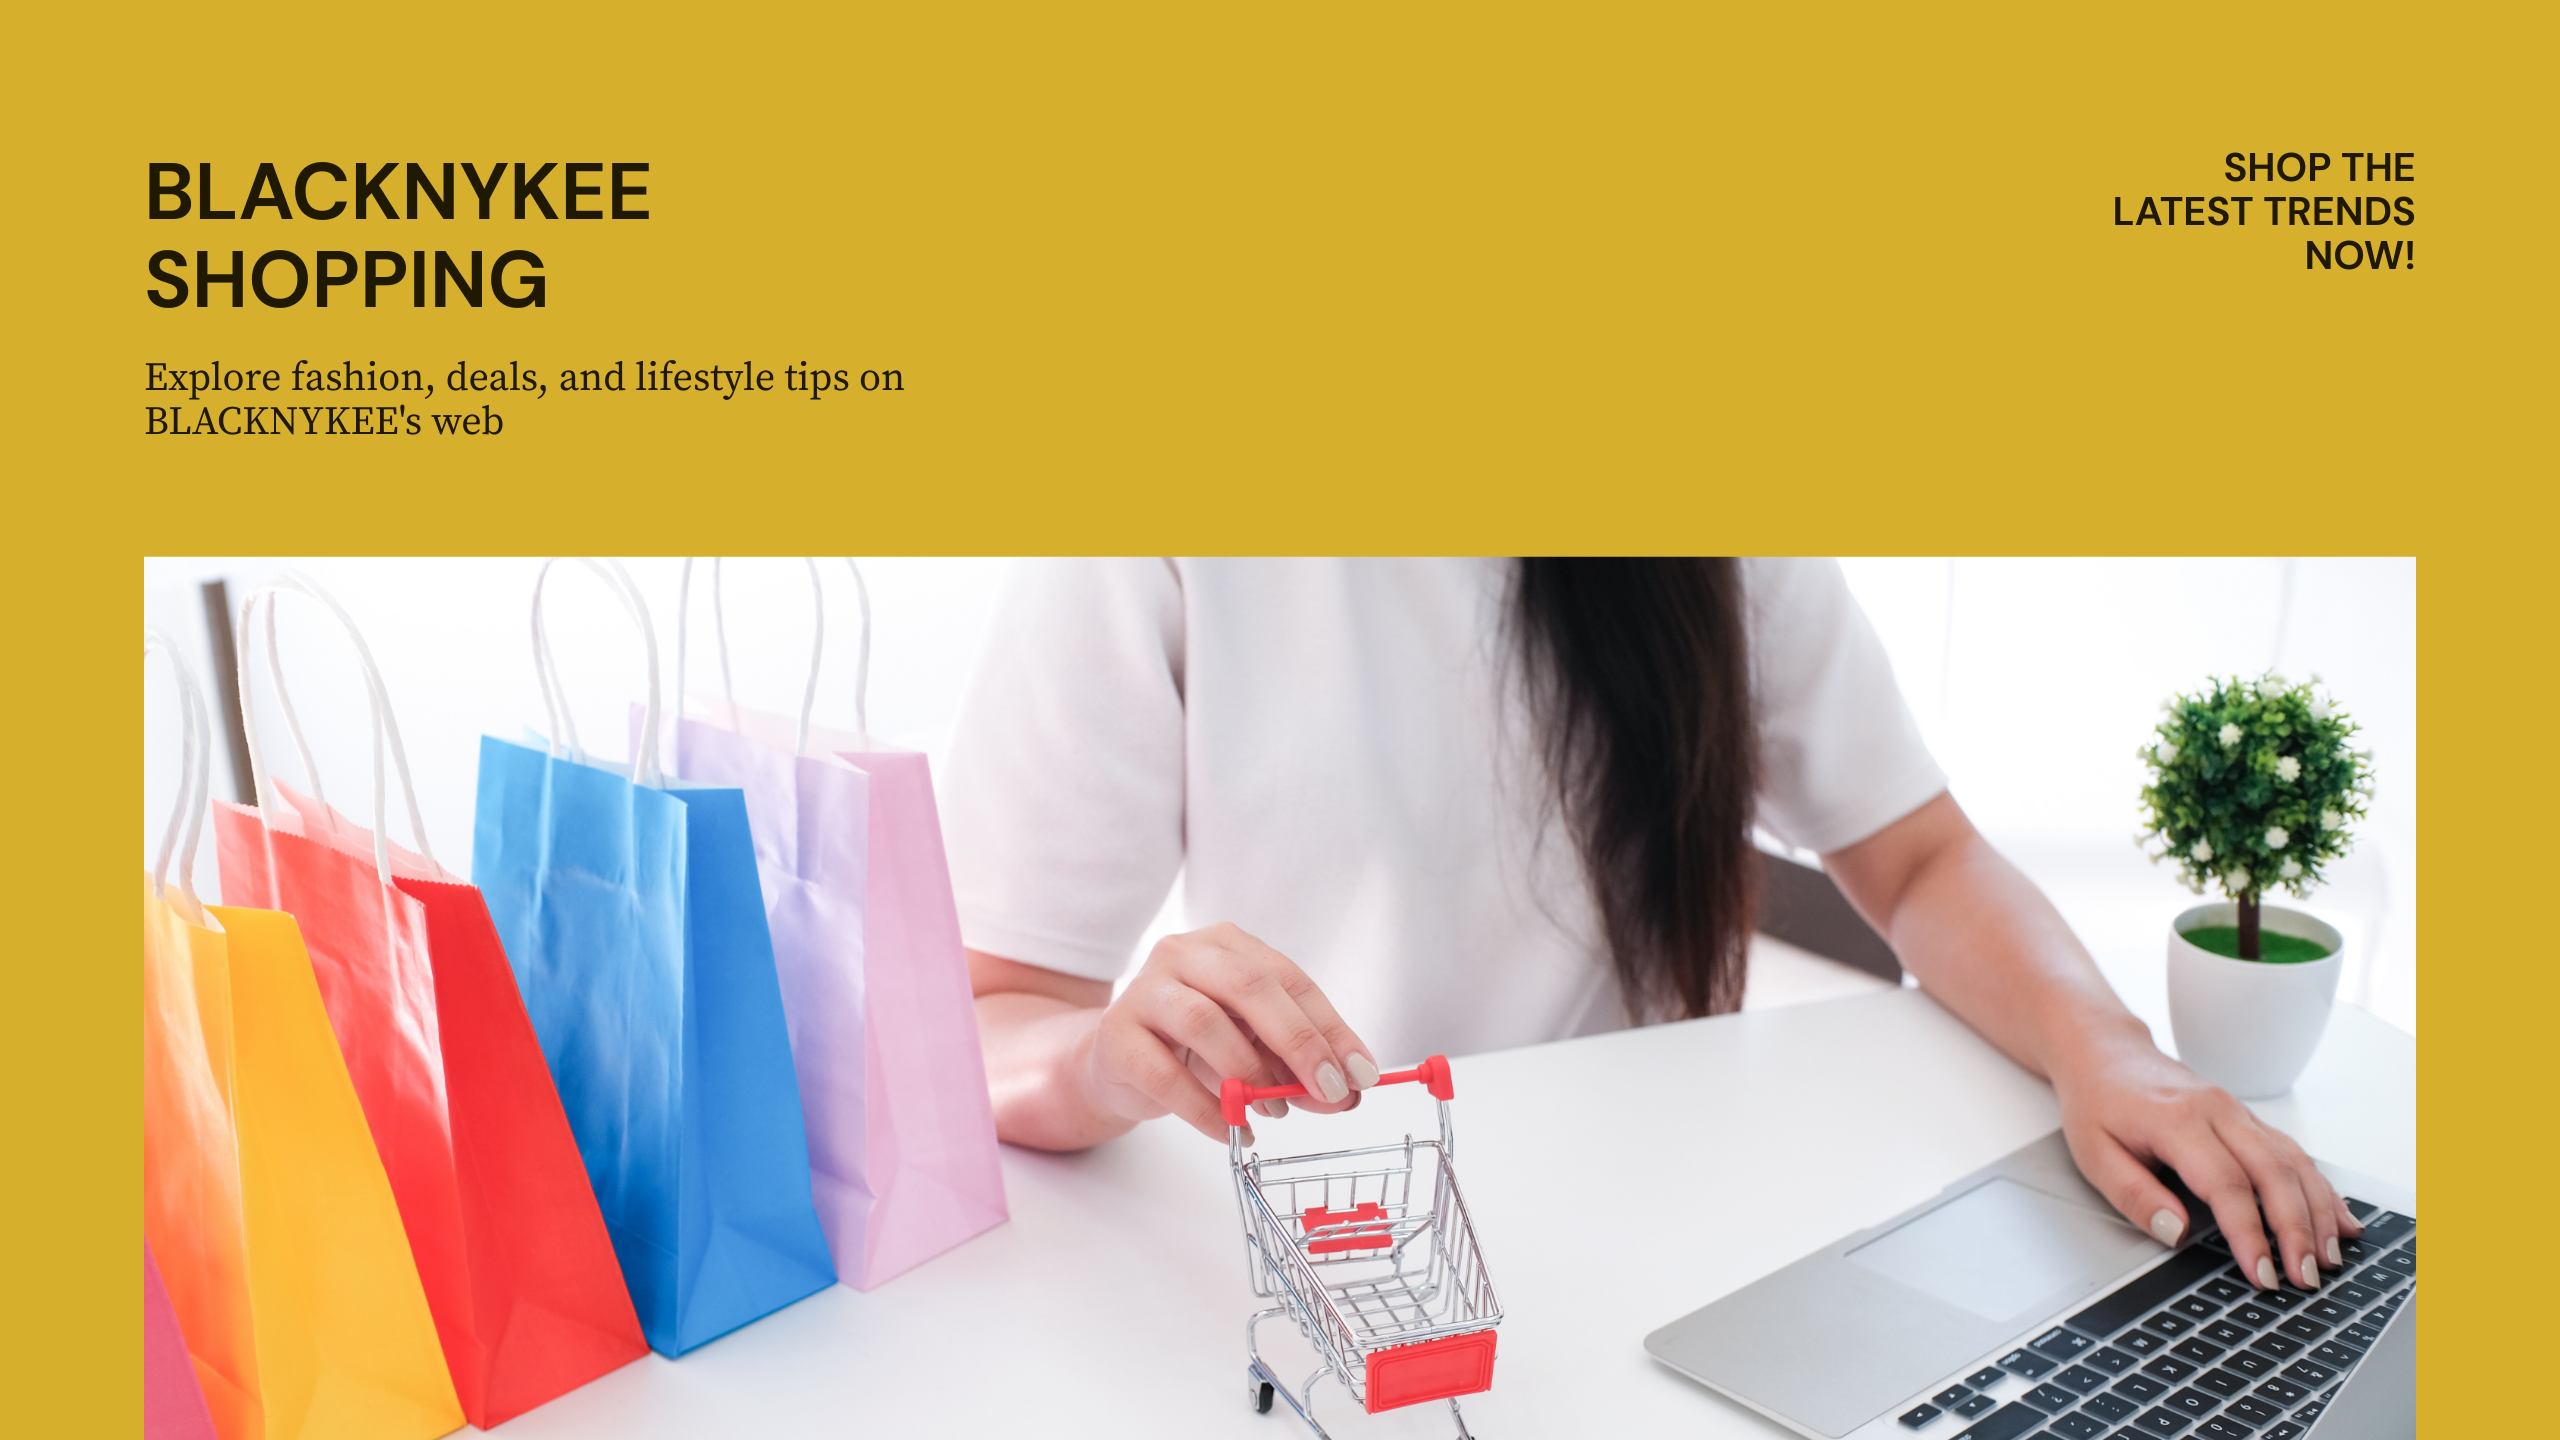 BLACKNYKEE
SHOPPING
Explore fashion, deals, and lifestyle tips on
BLACKNYKEE's web
SHOP THE
LATEST TRENDS
NOW!